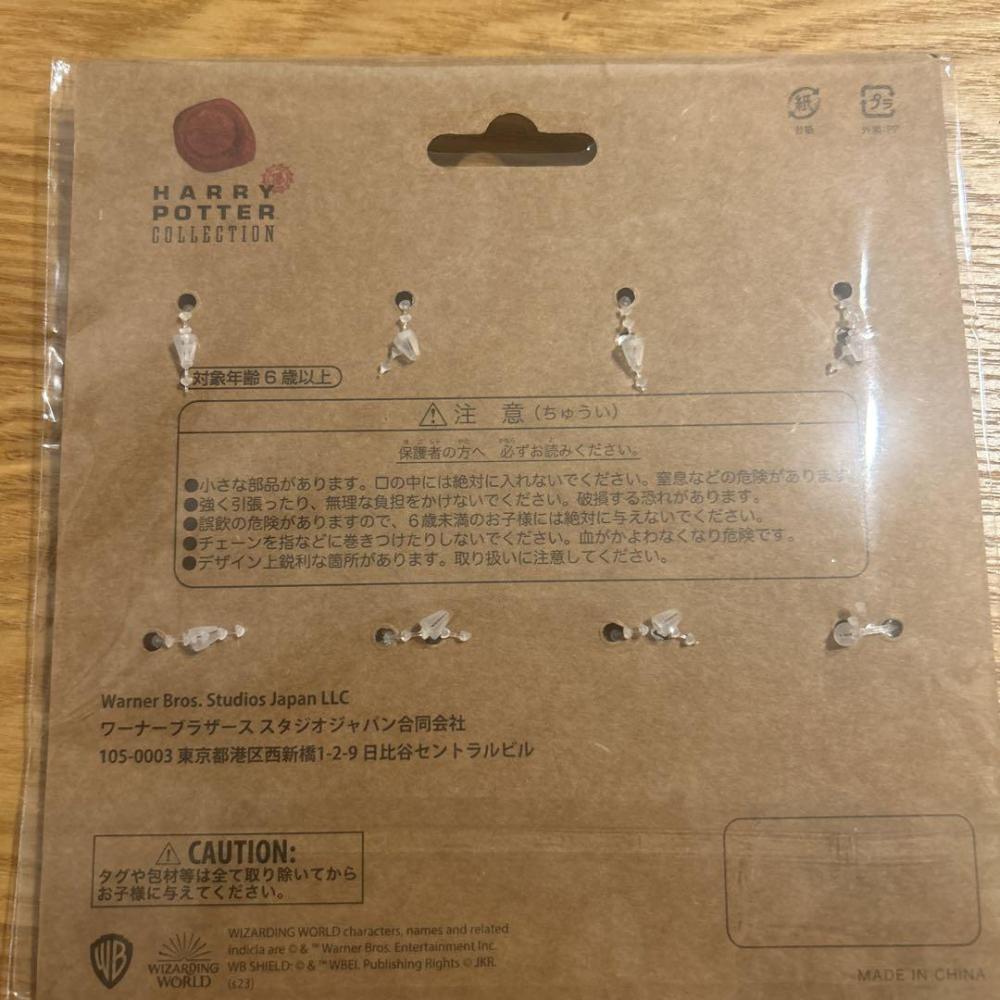 紙
プラ
台紙
外装:PP
HARRY
POTTER
COLLECTION
対象年齢6歳以上
注 意(ちゅうい)
保護者の方へ 必ずお読みください。
●小さな部品があります。口の中には絶対に入れないでください。窒息などの危険があります
●強く引張ったり、無理な負担をかけないでください。破損する恐れがあります。
●誤飲の危険がありますので、6歳未満のお子様には絶対に与えないでください。
●チェーンを指などに巻きつけたりしないでください。血がかよわなくなり危険です。
●デザイン上鋭利な箇所があります。取り扱いに注意してください。
Warner Bros. Studios Japan LLC
ワーナーブラザース スタジオジャパン合同会社
105-0003 東京都港区西新橋1-2-9 日比谷セントラルビル
CAUTION:
タグや包材等は全て取り除いてから
お子様に与えてください。
WB
WIZARDING
WORLD
WIZARDING WORLD characters, names and related
indicia are © & ™ Warner Bros. Entertainment Inc.
WB SHIELD: © & ™ WBEI. Publishing Rights © JKR.
(s23)
MADE IN CHINA